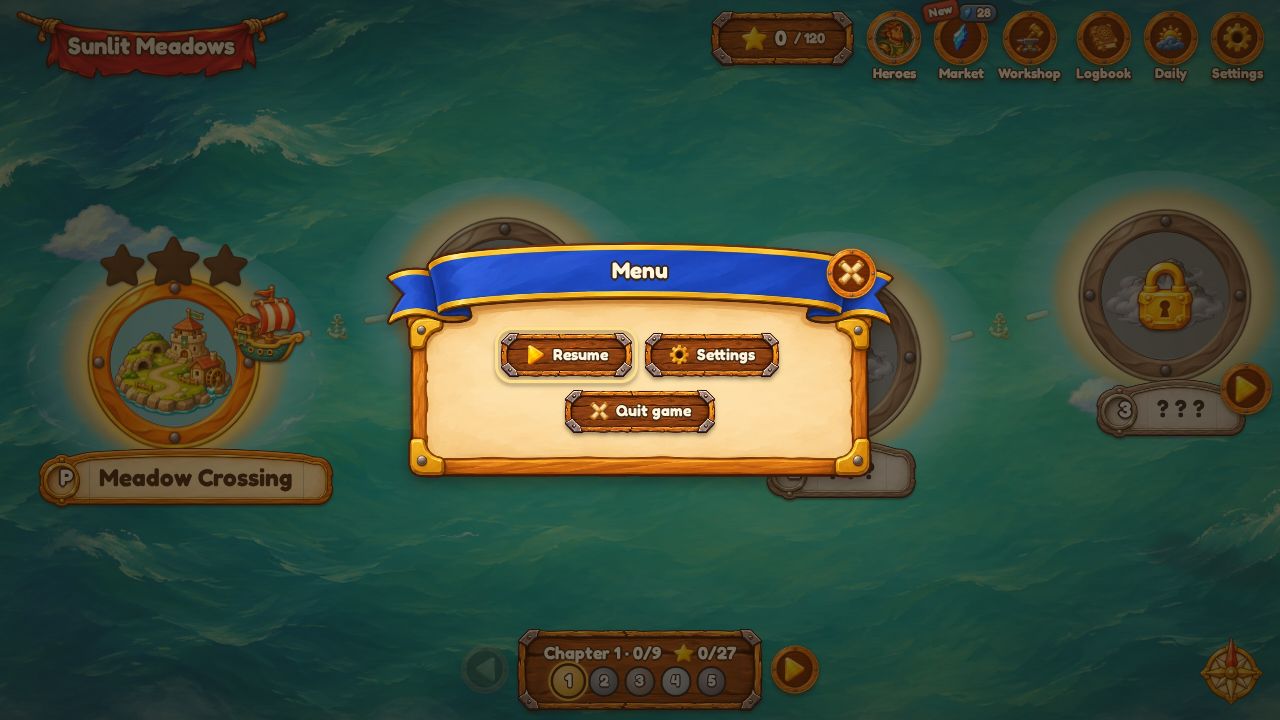 Sunlit Meadows
0 / 120
New
28
Heroes
Market
Workshop
Logbook
Daily
Settings
Menu
Resume
Settings
Quit game
P
Meadow Crossing
3
???
Chapter 1 · 0/9
0/27
1
2
3
4
5